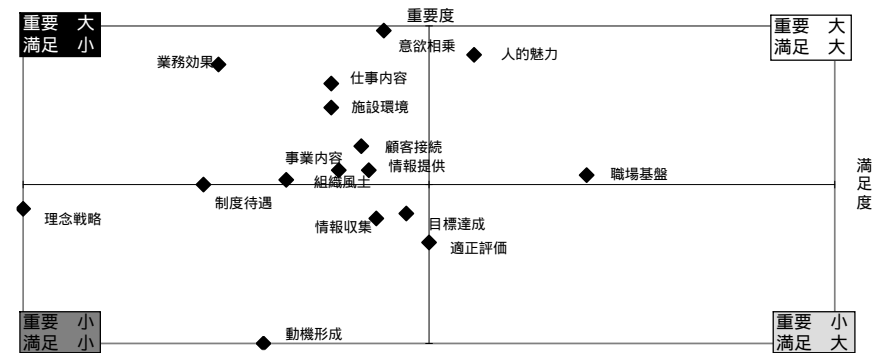 重要度
重要 大
満足 小
重要 大
満足 大
意欲相乗
人的魅力
業務効果
仕事内容
施設環境
顧客接続
事業内容
情報提供
職場基盤
組織風土
満足度
制度待遇
理念戦略
情報収集
目標達成
適正評価
重要 小
満足 小
動機形成
重要 小
満足 大